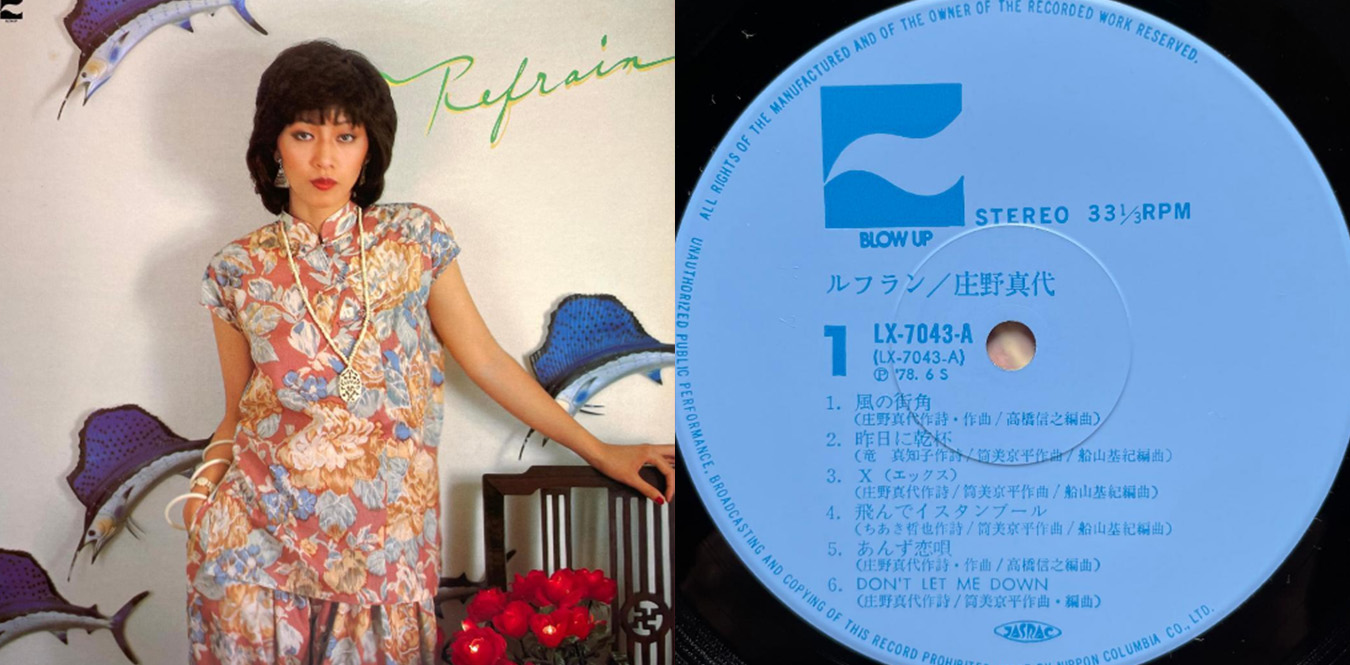 Refrain
ALL RIGHTS OF THE MANUFACTURED AND OF THE OWNER OF THE RECORDED WORK RESERVED.
UNAUTHORIZED PUBLIC PERFORMANCE, BROADCASTING AND COPYING OF THIS RECORD PROHIBITED
BY NIPPON COLUMBIA CO., LTD.
BLOW UP
STEREO 33 1/3 RPM
ルフラン/庄野真代
1
LX-7043-A
(LX-7043-A)
Ⓟ '78. 6 S
1. 風の街角
(庄野真代作詩・作曲/高橋信之編曲)
2. 昨日に乾杯
(竜 真知子作詩/筒美京平作曲/船山基紀編曲)
3. X (エックス)
(庄野真代作詩/筒美京平作曲/船山基紀編曲)
4. 飛んでイスタンブール
(ちあき哲也作詩/筒美京平作曲/船山基紀編曲)
5. あんず恋唄
(庄野真代作詩・作曲/高橋信之編曲)
6. DON'T LET ME DOWN
(庄野真代作詩/筒美京平作曲・編曲)
JASRAC